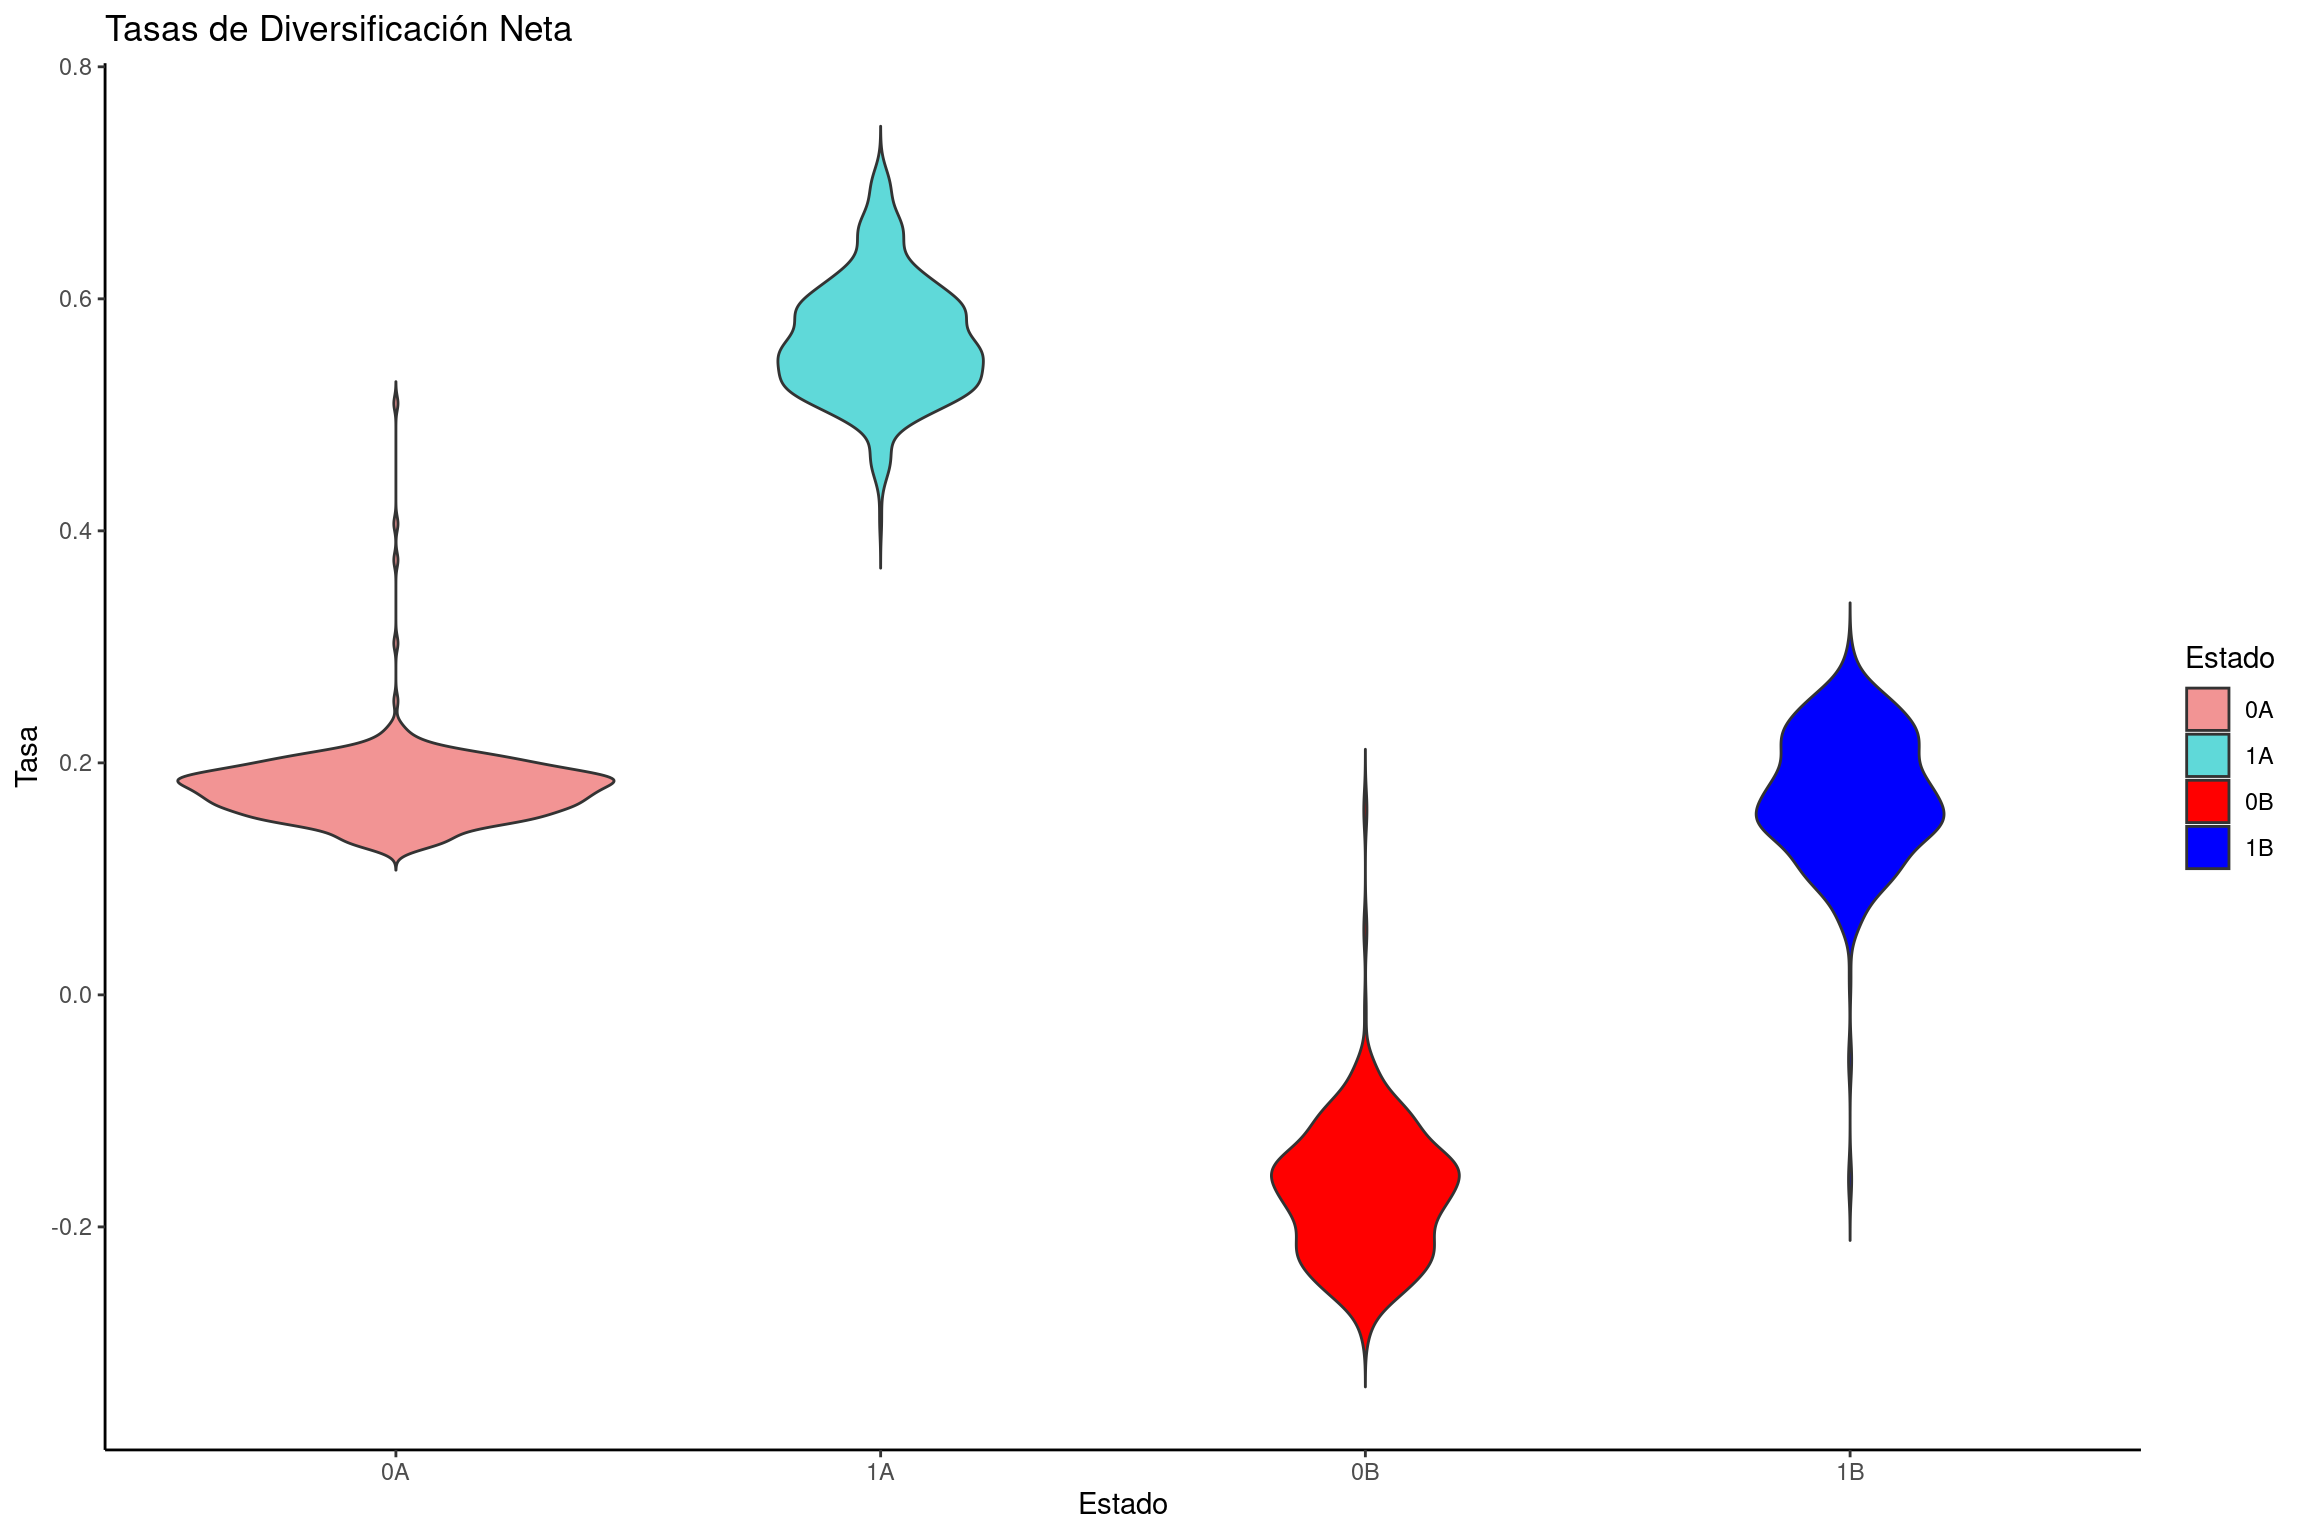 Tasas de Diversificación Neta
0.8
0.6
0.4
0.2
0.0
-0.2
Tasa
0A
1A
0B
1B
Estado
Estado
0A
1A
0B
1B